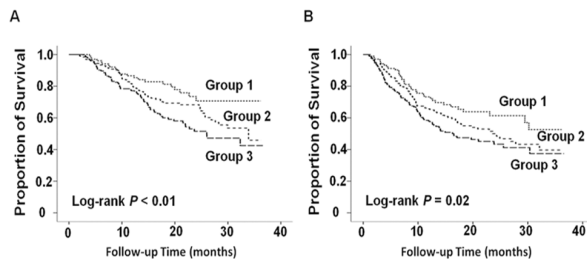 A
Proportion of Survival
1.0
0.8
0.6
0.4
0.2
0
Group 1
Group 2
Group 3
Log-rank P < 0.01
0 10 20 30 40
Follow-up Time (months)
B
Proportion of Survival
1.0
0.8
0.6
0.4
0.2
0
Group 1
Group 2
Group 3
Log-rank P = 0.02
0 10 20 30 40
Follow-up Time (months)